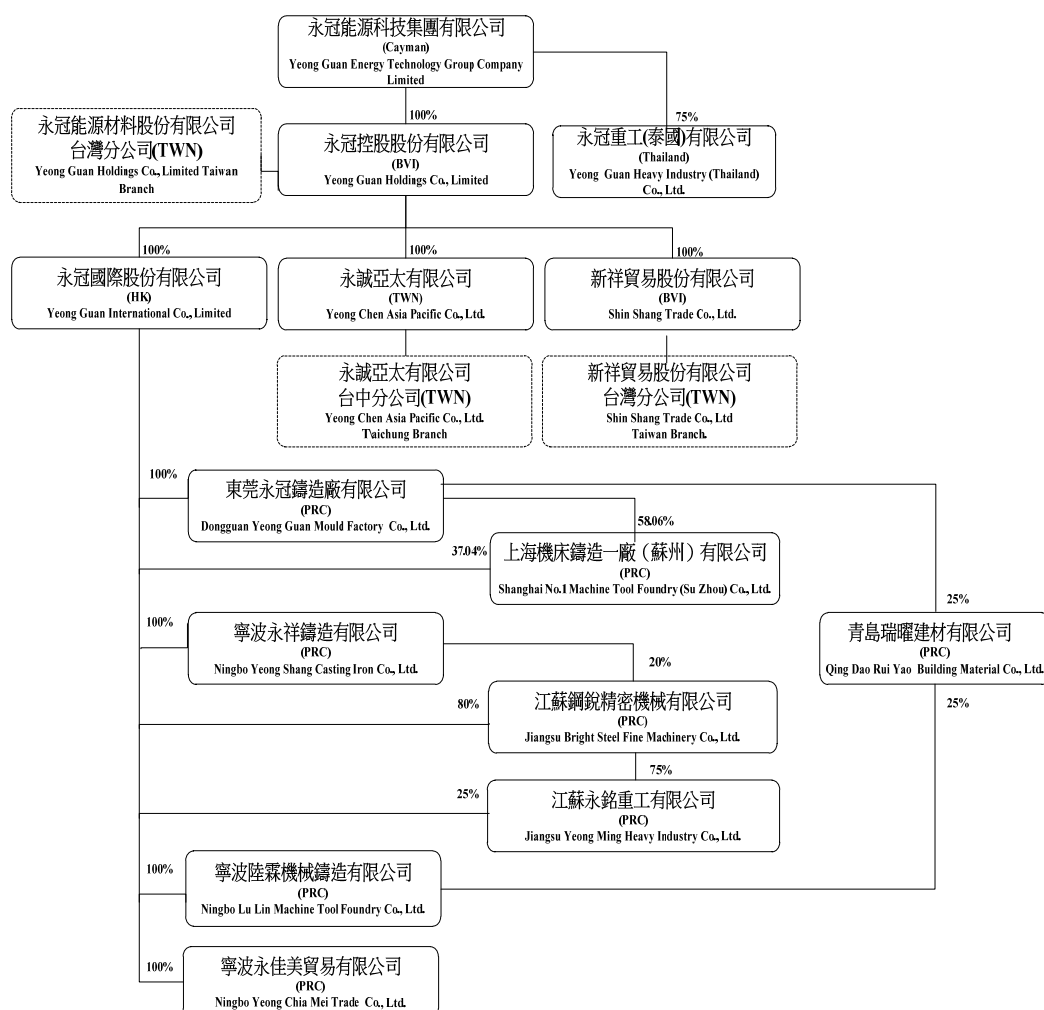 永冠能源科技集團有限公司
(Cayman)
Yeong Guan Energy Technology Group Company
Limited
100%
75%
永冠能源材料股份有限公司
台灣分公司(TWN)
Yeong Guan Holdings Co., Limited Taiwan
Branch
永冠控股股份有限公司
(BVI)
Yeong Guan Holdings Co., Limited
永冠重工(泰國)有限公司
(Thailand)
Yeong Guan Heavy Industry (Thailand)
Co., Ltd.
100%
100%
100%
永冠國際股份有限公司
(HK)
Yeong Guan International Co., Limited
永誠亞太有限公司
(TWN)
Yeong Chen Asia Pacific Co., Ltd.
新祥貿易股份有限公司
(BVI)
Shin Shang Trade Co., Ltd.
永誠亞太有限公司
台中分公司(TWN)
Yeong Chen Asia Pacific Co., Ltd.
Taichung Branch
新祥貿易股份有限公司
台灣分公司(TWN)
Shin Shang Trade Co., Ltd
Taiwan Branch.
100%
東莞永冠鑄造廠有限公司
(PRC)
Dongguan Yeong Guan Mould Factory Co., Ltd.
58.06%
37.04%
上海機床鑄造一廠（蘇州）有限公司
(PRC)
Shanghai No.1 Machine Tool Foundry (Su Zhou) Co., Ltd.
25%
100%
寧波永祥鑄造有限公司
(PRC)
Ningbo Yeong Shang Casting Iron Co., Ltd.
青島瑞曜建材有限公司
(PRC)
Qing Dao Rui Yao Building Material Co., Ltd.
20%
80%
江蘇鋼銳精密機械有限公司
(PRC)
Jiangsu Bright Steel Fine Machinery Co., Ltd.
25%
75%
25%
江蘇永銘重工有限公司
(PRC)
Jiangsu Yeong Ming Heavy Industry Co., Ltd.
100%
寧波陸霖機械鑄造有限公司
(PRC)
Ningbo Lu Lin Machine Tool Foundry Co., Ltd.
100%
寧波永佳美貿易有限公司
(PRC)
Ningbo Yeong Chia Mei Trade Co., Ltd.